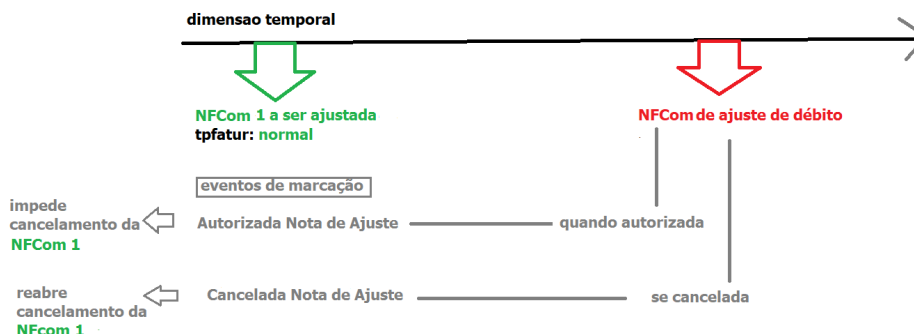 dimensao temporal
NFCom 1 a ser ajustada
tpfatur: normal
NFCom de ajuste de débito
eventos de marcação
impede
cancelamento da
NFCom 1
Autorizada Nota de Ajuste
quando autorizada
reabre
cancelamento da
NFcom 1
Cancelada Nota de Ajuste
se cancelada